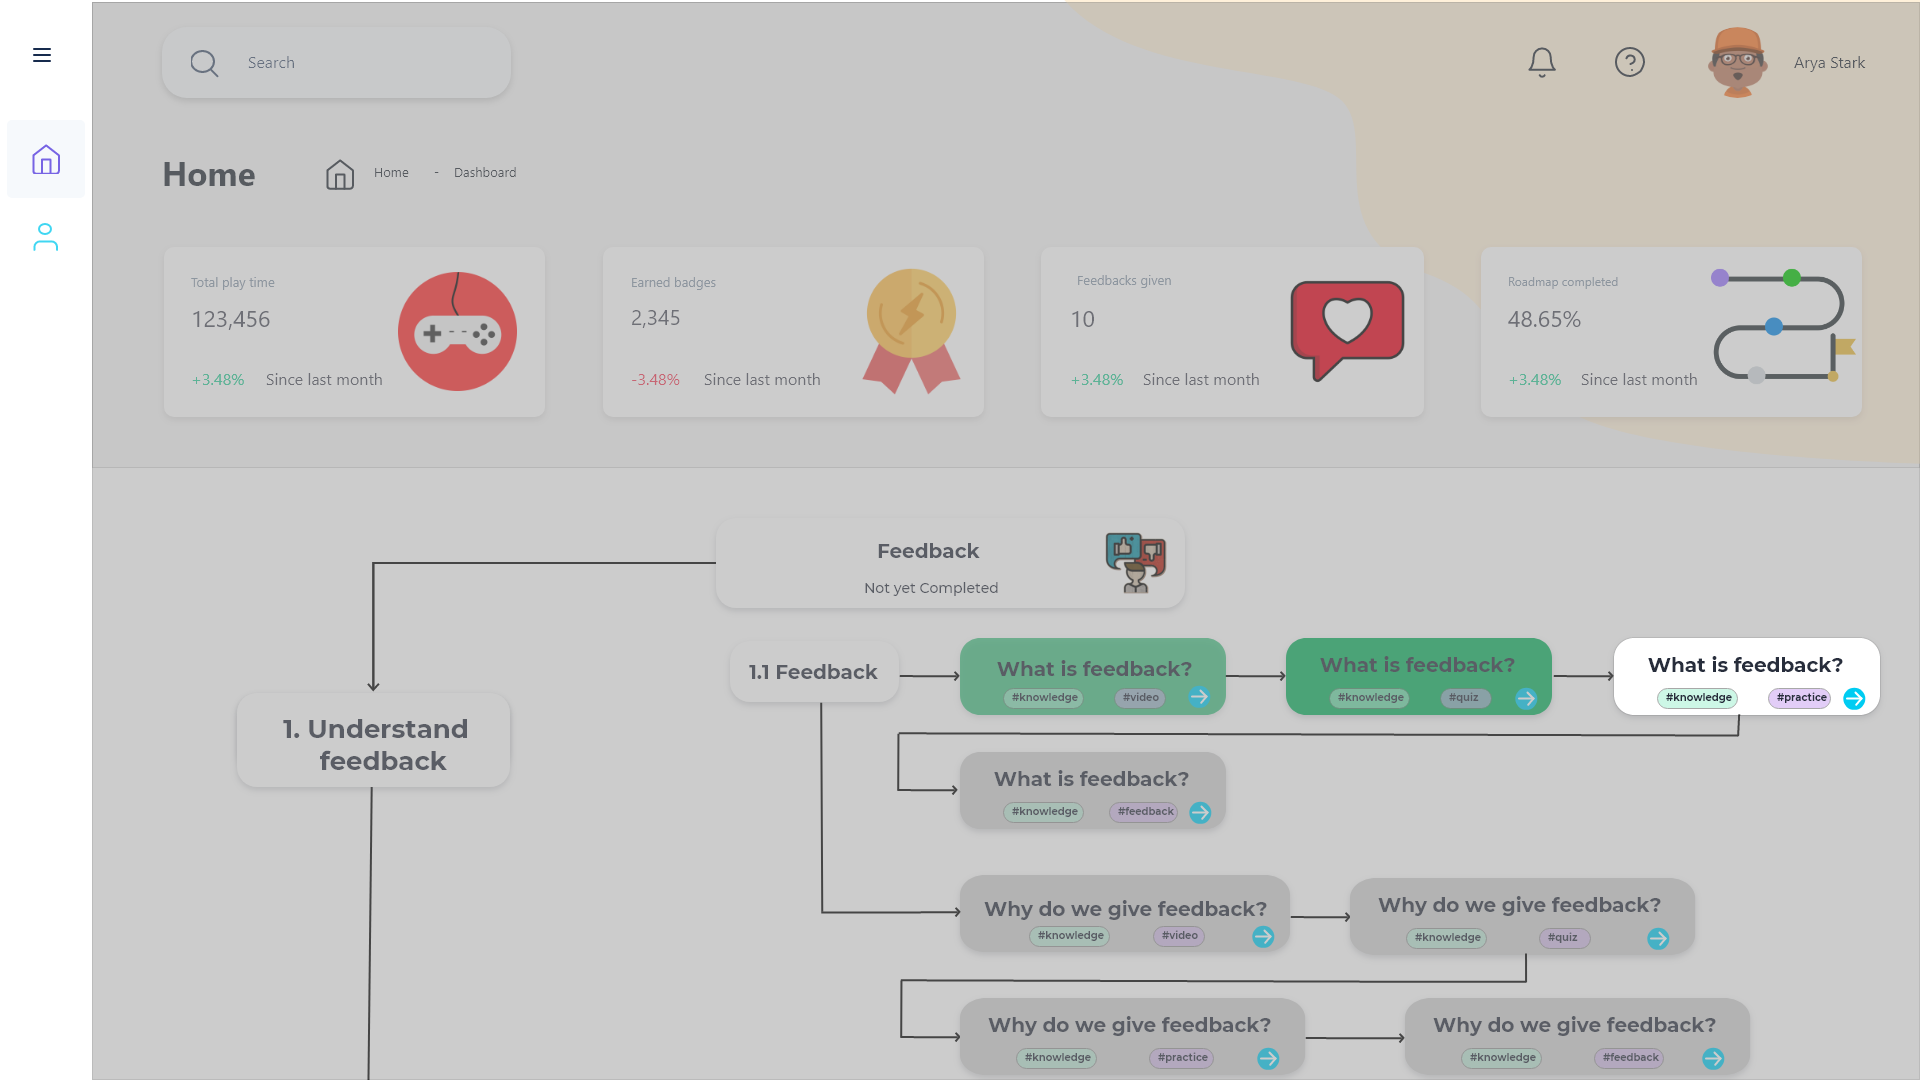 Search
Arya Stark
Home
Home - Dashboard
Total play time
123,456
+3.48% Since last month
Earned badges
2,345
-3.48% Since last month
Feedbacks given
10
+3.48% Since last month
Roadmap completed
48.65%
+3.48% Since last month
Feedback
Not yet Completed
1. Understand
feedback
1.1 Feedback
What is feedback?
#knowledge #video
What is feedback?
#knowledge #quiz
What is feedback?
#knowledge #practice
What is feedback?
#knowledge #feedback
Why do we give feedback?
#knowledge #video
Why do we give feedback?
#knowledge #quiz
Why do we give feedback?
#knowledge #practice
Why do we give feedback?
#knowledge #feedback